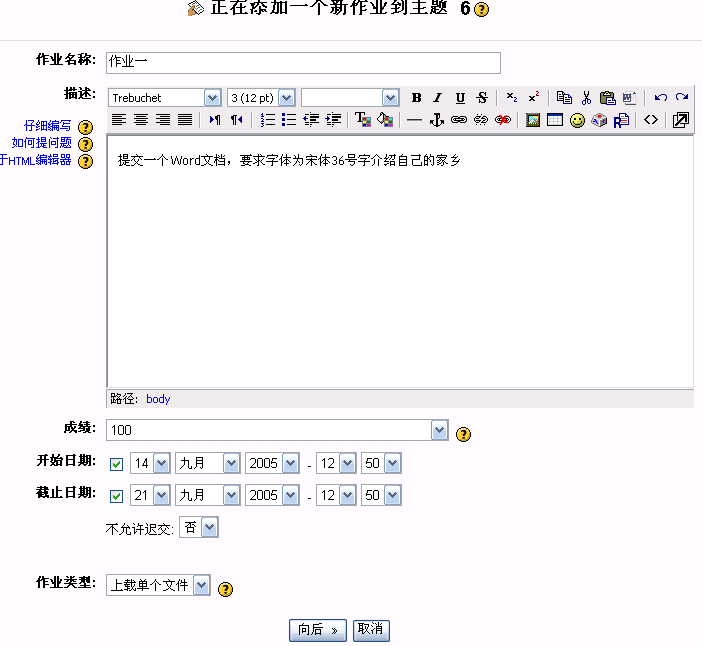 正在添加一个新作业到主题 6
作业名称: 作业一
描述: Trebuchet 3 (12 pt)
仔细编写
如何提问题
于HTML编辑器
提交一个Word文档，要求字体为宋体36号字介绍自己的家乡
路径: body
成绩: 100
开始日期: 14 九月 2005 - 12 50
截止日期: 21 九月 2005 - 12 50
不允许迟交: 否
作业类型: 上载单个文件
向后 » 取消